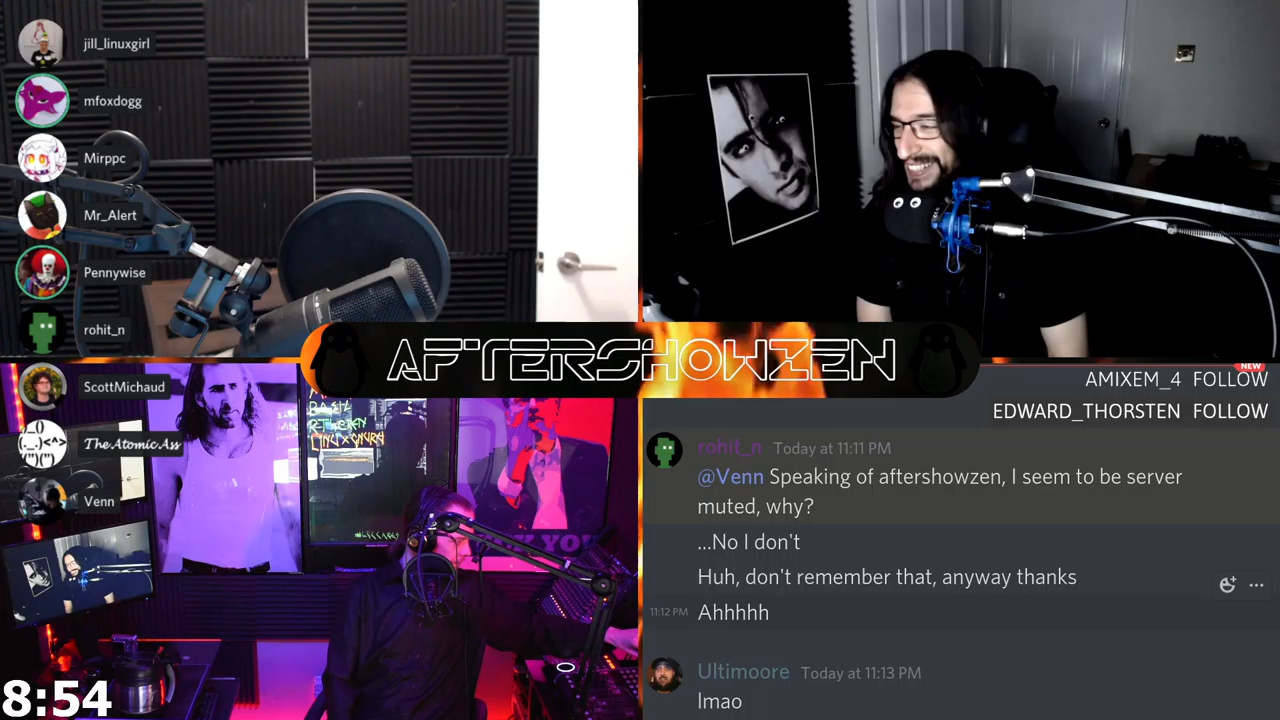 jill_linuxgirl
mfoxdogg
Mirppc
Mr_Alert
Pennywise
rohit_n
ScottMichaud
The Atomic Ass
Venn
8:54
AFTERSHOWZEN
NEW
AMIXEM_4 FOLLOW
EDWARD_THORSTEN FOLLOW
rohit_n Today at 11:11 PM
@Venn Speaking of aftershowzen, I seem to be server
muted, why?
...No I don't
Huh, don't remember that, anyway thanks
11:12 PM Ahhhhh
Ultimoore Today at 11:13 PM
lmao